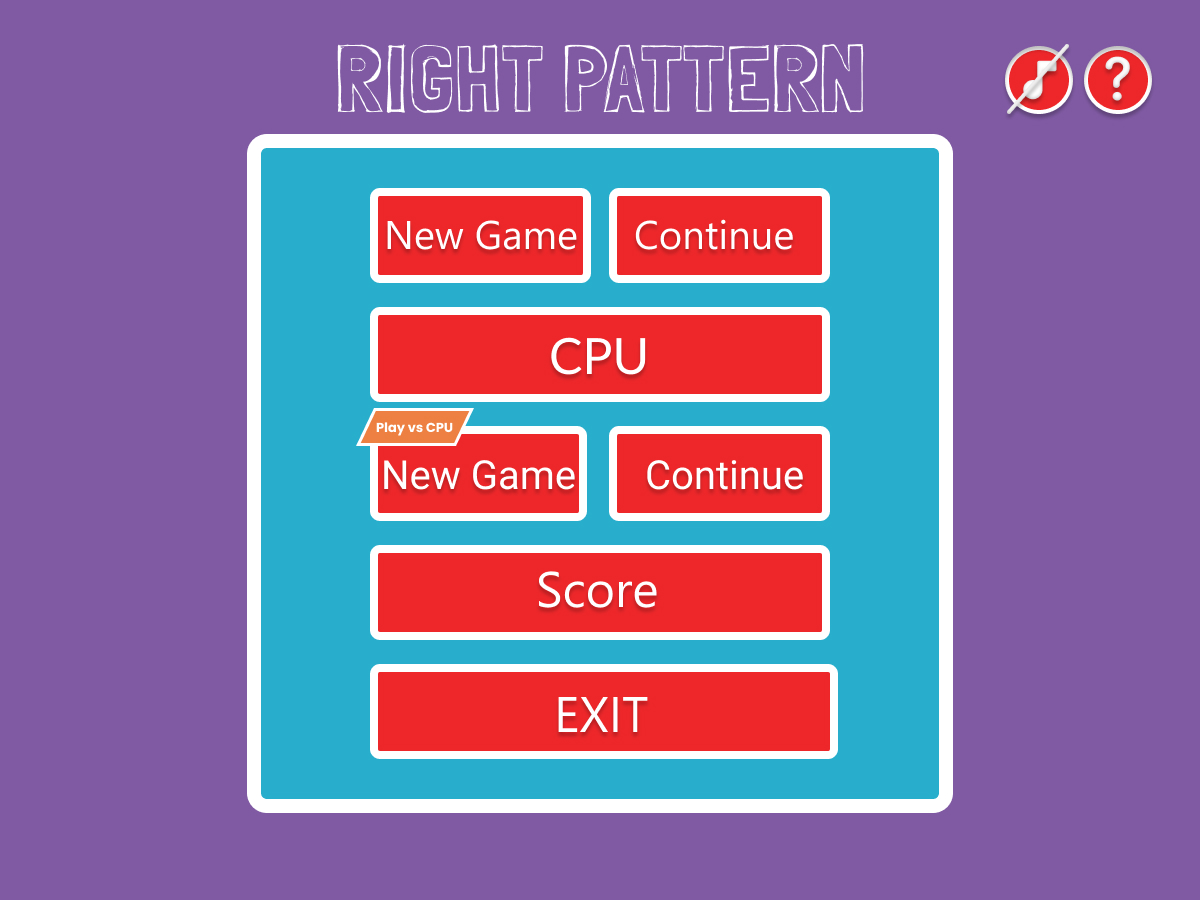 RIGHT PATTERN
?
New Game Continue
CPU
Play vs CPU
New Game Continue
Score
EXIT